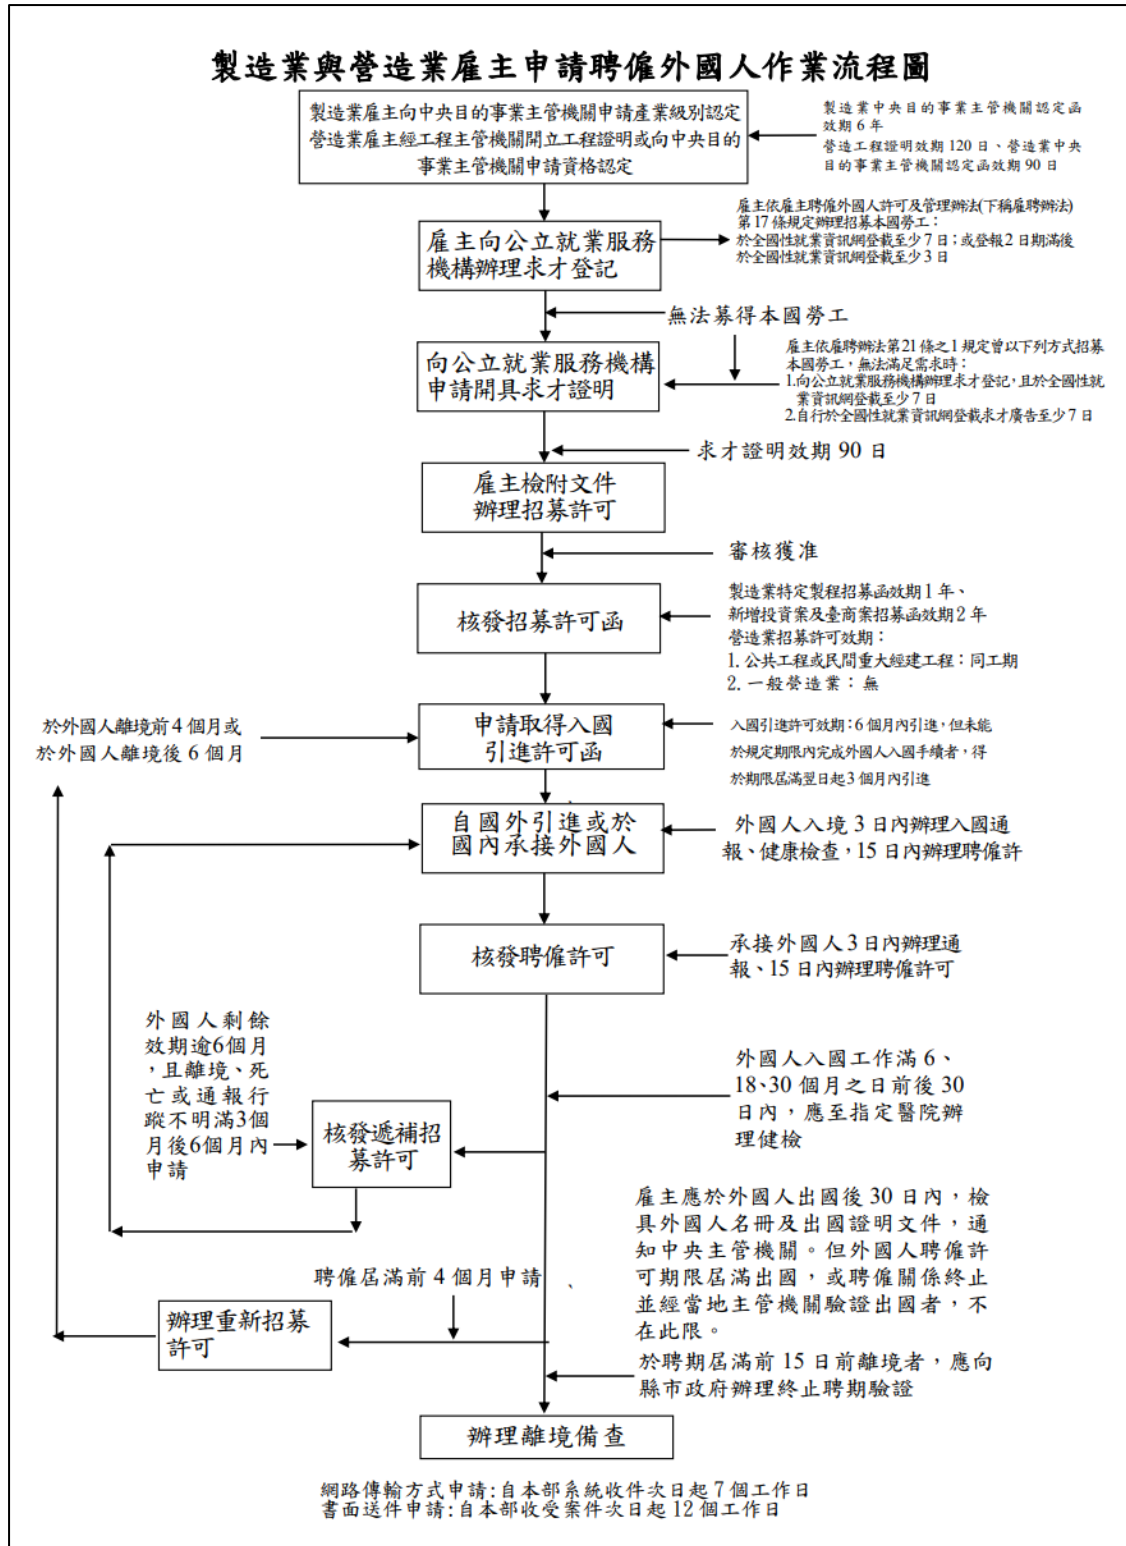 製造業與營造業雇主申請聘僱外國人作業流程圖
製造業雇主向中央目的事業主管機關申請產業級別認定
營造業雇主經工程主管機關開立工程證明或向中央目的
事業主管機關申請資格認定
製造業中央目的事業主管機關認定函
效期 6 年
營造工程證明效期 120 日、營造業中央
目的事業主管機關認定函效期 90 日
雇主向公立就業服務
機構辦理求才登記
雇主依雇主聘僱外國人許可及管理辦法(下稱雇聘辦法)
第17條規定辦理招募本國勞工：
於全國性就業資訊網登載至少7日；或登報2日期滿後
於全國性就業資訊網登載至少3日
無法募得本國勞工
向公立就業服務機構
申請開具求才證明
雇主依雇聘辦法第21條之1規定曾以下列方式招募
本國勞工，無法滿足需求時：
1.向公立就業服務機構辦理求才登記，且於全國性就
業資訊網登載至少7日
2.自行於全國性就業資訊網登載求才廣告至少7日
求才證明效期 90 日
雇主檢附文件
辦理招募許可
審核獲准
核發招募許可函
製造業特定製程招募函效期1年、
新增投資案及臺商案招募函效期2年
營造業招募許可效期：
1. 公共工程或民間重大經建工程：同工期
2. 一般營造業：無
於外國人離境前4個月或
於外國人離境後 6 個月
申請取得入國
引進許可函
入國引進許可效期：6 個月內引進，但未能
於規定期限內完成外國人入國手續者，得
於期限屆滿翌日起3個月內引進
自國外引進或於
國內承接外國人
外國人入境 3 日內辦理入國通
報、健康檢查，15日內辦理聘僱許
核發聘僱許可
承接外國人3日內辦理通
報、15日內辦理聘僱許可
外國人剩餘
效期逾6個月
，且離境、死
亡或通報行
蹤不明滿3個
月後6個月內
申請
外國人入國工作滿 6、
18、30 個月之日前後 30
日內，應至指定醫院辦
理健檢
核發遞補招
募許可
雇主應於外國人出國後 30 日內，檢
具外國人名冊及出國證明文件，通
知中央主管機關。但外國人聘僱許
可期限屆滿出國，或聘僱關係終止
並經當地主管機關驗證出國者，不
在此限。
聘僱屆滿前 4 個月申請
、
辦理重新招募
許可
於聘期屆滿前 15 日前離境者，應向
縣市政府辦理終止聘期驗證
辦理離境備查
網路傳輸方式申請:自本部系統收件次日起 7 個工作日
書面送件申請:自本部收受案件次日起 12 個工作日